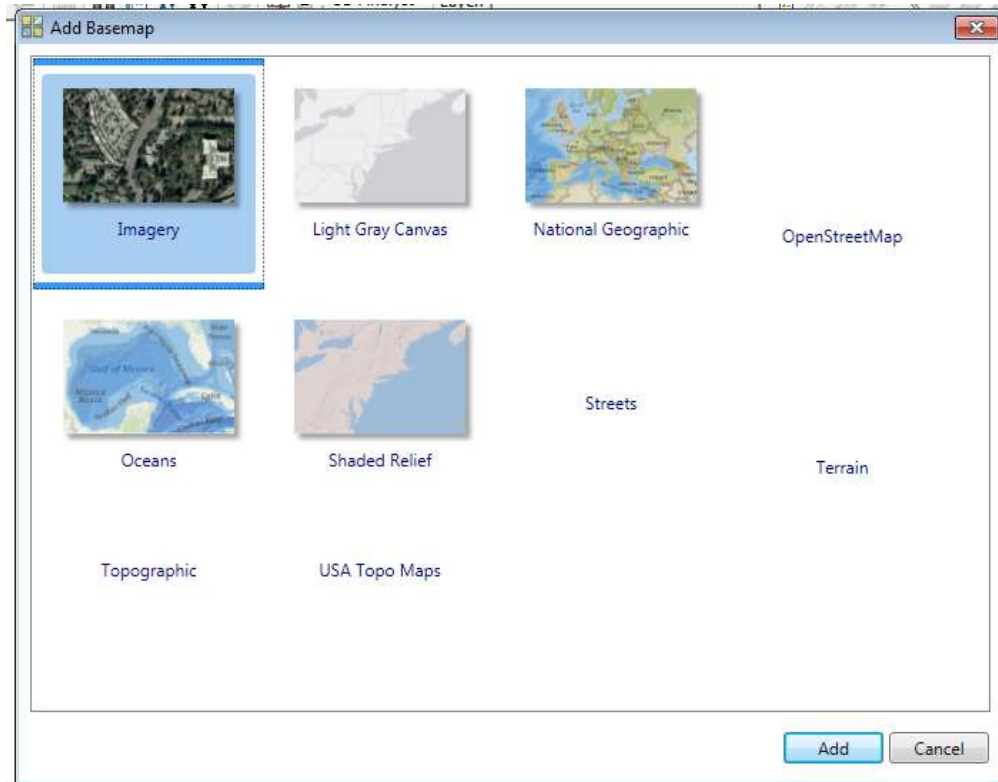 Add Basemap
Imagery
Light Gray Canvas
National Geographic
OpenStreetMap
Oceans
Shaded Relief
Streets
Terrain
Topographic
USA Topo Maps
Add
Cancel